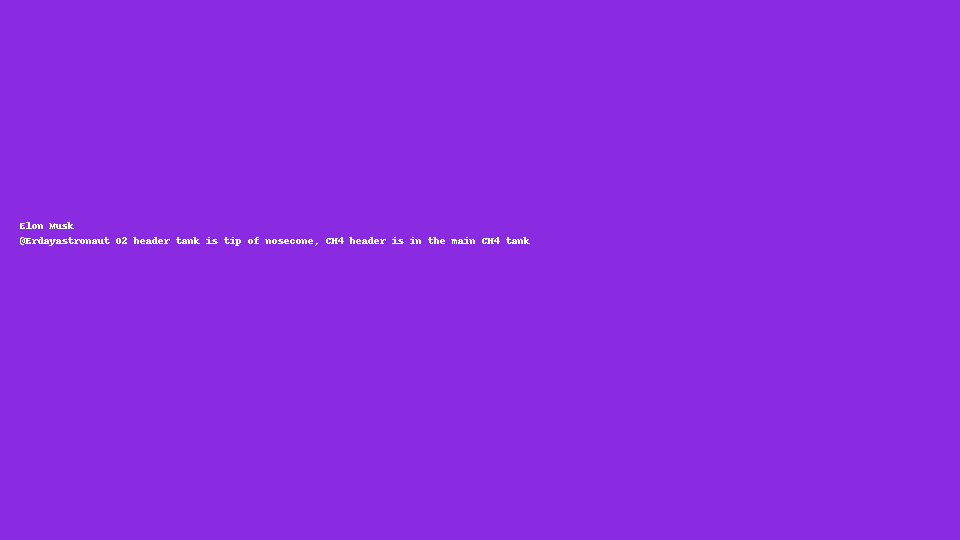 Elon Musk
@Erdayastronaut O2 header tank is tip of nosecone, CH4 header is in the main CH4 tank